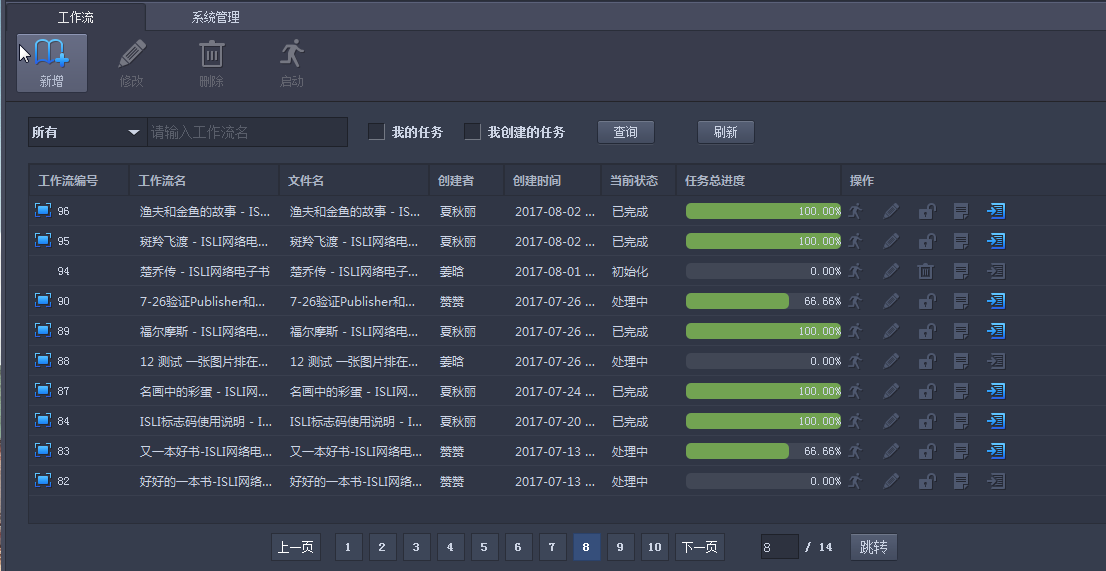 工作流 系统管理
新增 修改 删除 启动
所有 请输入工作流名 我的任务 我创建的任务 查询 刷新
工作流编号 工作流名 文件名 创建者 创建时间 当前状态 任务总进度 操作
96 渔夫和金鱼的故事 - IS... 渔夫和金鱼的故事 - IS... 夏秋丽 2017-08-02 ... 已完成 100.00%
95 斑羚飞渡 - ISLI网络电... 斑羚飞渡 - ISLI网络电... 夏秋丽 2017-08-02 ... 已完成 100.00%
94 楚乔传 - ISLI网络电子书 楚乔传 - ISLI网络电子... 姜晗 2017-08-01 ... 初始化 0.00%
90 7-26验证Publisher和... 7-26验证Publisher和... 赞赞 2017-07-26 ... 处理中 66.66%
89 福尔摩斯 - ISLI网络电... 福尔摩斯 - ISLI网络电... 夏秋丽 2017-07-26 ... 已完成 100.00%
88 12 测试 一张图片排在... 12 测试 一张图片排在... 姜晗 2017-07-26 ... 处理中 0.00%
87 名画中的彩蛋 - ISLI网... 名画中的彩蛋 - ISLI网... 夏秋丽 2017-07-24 ... 已完成 100.00%
84 ISLI标志码使用说明 - I... ISLI标志码使用说明 - I... 夏秋丽 2017-07-20 ... 已完成 100.00%
83 又一本好书-ISLI网络电... 又一本好书-ISLI网络电... 赞赞 2017-07-13 ... 处理中 66.66%
82 好好的一本书-ISLI网络... 好好的一本书-ISLI网络... 赞赞 2017-07-13 ... 处理中 0.00%
上一页 1 2 3 4 5 6 7 8 9 10 下一页 8 / 14 跳转